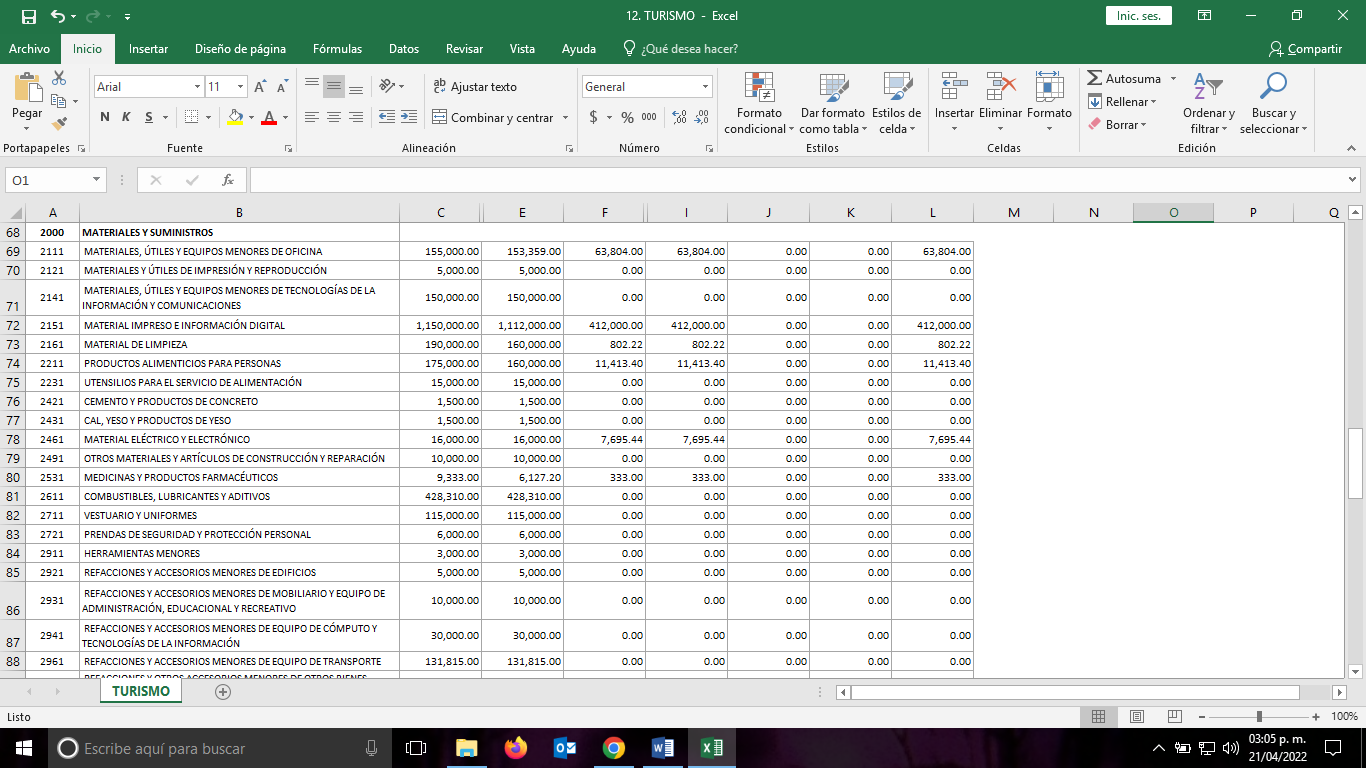 12. TURISMO - Excel
Inic. ses.
Archivo Inicio Insertar Diseño de página Fórmulas Datos Revisar Vista Ayuda ¿Qué desea hacer? Compartir
Pegar
Portapapeles
Arial 11
N K S
Fuente
Ajustar texto
Combinar y centrar
Alineación
General
$ % 000
Número
Formato condicional
Dar formato como tabla
Estilos de celda
Estilos
Insertar Eliminar Formato
Celdas
Autosuma
Rellenar
Borrar
Ordenar y filtrar
Buscar y seleccionar
Edición
O1
fx
A B C E F I J K L M N O P Q
68 2000 MATERIALES Y SUMINISTROS
69 2111 MATERIALES, ÚTILES Y EQUIPOS MENORES DE OFICINA 155,000.00 153,359.00 63,804.00 63,804.00 0.00 0.00 63,804.00
70 2121 MATERIALES Y ÚTILES DE IMPRESIÓN Y REPRODUCCIÓN 5,000.00 5,000.00 0.00 0.00 0.00 0.00 0.00
71 2141 MATERIALES, ÚTILES Y EQUIPOS MENORES DE TECNOLOGÍAS DE LA
INFORMACIÓN Y COMUNICACIONES 150,000.00 150,000.00 0.00 0.00 0.00 0.00 0.00
72 2151 MATERIAL IMPRESO E INFORMACIÓN DIGITAL 1,150,000.00 1,112,000.00 412,000.00 412,000.00 0.00 0.00 412,000.00
73 2161 MATERIAL DE LIMPIEZA 190,000.00 160,000.00 802.22 802.22 0.00 0.00 802.22
74 2211 PRODUCTOS ALIMENTICIOS PARA PERSONAS 175,000.00 160,000.00 11,413.40 11,413.40 0.00 0.00 11,413.40
75 2231 UTENSILIOS PARA EL SERVICIO DE ALIMENTACIÓN 15,000.00 15,000.00 0.00 0.00 0.00 0.00 0.00
76 2421 CEMENTO Y PRODUCTOS DE CONCRETO 1,500.00 1,500.00 0.00 0.00 0.00 0.00 0.00
77 2431 CAL, YESO Y PRODUCTOS DE YESO 1,500.00 1,500.00 0.00 0.00 0.00 0.00 0.00
78 2461 MATERIAL ELÉCTRICO Y ELECTRÓNICO 16,000.00 16,000.00 7,695.44 7,695.44 0.00 0.00 7,695.44
79 2491 OTROS MATERIALES Y ARTÍCULOS DE CONSTRUCCIÓN Y REPARACIÓN 10,000.00 10,000.00 0.00 0.00 0.00 0.00 0.00
80 2531 MEDICINAS Y PRODUCTOS FARMACÉUTICOS 9,333.00 6,127.20 333.00 333.00 0.00 0.00 333.00
81 2611 COMBUSTIBLES, LUBRICANTES Y ADITIVOS 428,310.00 428,310.00 0.00 0.00 0.00 0.00 0.00
82 2711 VESTUARIO Y UNIFORMES 115,000.00 115,000.00 0.00 0.00 0.00 0.00 0.00
83 2721 PRENDAS DE SEGURIDAD Y PROTECCIÓN PERSONAL 6,000.00 6,000.00 0.00 0.00 0.00 0.00 0.00
84 2911 HERRAMIENTAS MENORES 3,000.00 3,000.00 0.00 0.00 0.00 0.00 0.00
85 2921 REFACCIONES Y ACCESORIOS MENORES DE EDIFICIOS 5,000.00 5,000.00 0.00 0.00 0.00 0.00 0.00
86 2931 REFACCIONES Y ACCESORIOS MENORES DE MOBILIARIO Y EQUIPO DE
ADMINISTRACIÓN, EDUCACIONAL Y RECREATIVO 10,000.00 10,000.00 0.00 0.00 0.00 0.00 0.00
87 2941 REFACCIONES Y ACCESORIOS MENORES DE EQUIPO DE CÓMPUTO Y
TECNOLOGÍAS DE LA INFORMACIÓN 30,000.00 30,000.00 0.00 0.00 0.00 0.00 0.00
88 2961 REFACCIONES Y ACCESORIOS MENORES DE EQUIPO DE TRANSPORTE 131,815.00 131,815.00 0.00 0.00 0.00 0.00 0.00
REFACCIONES Y OTROS ACCESORIOS MENORES DE OTROS BIENES
TURISMO
Listo
100%
Escribe aquí para buscar
03:05 p. m.
21/04/2022